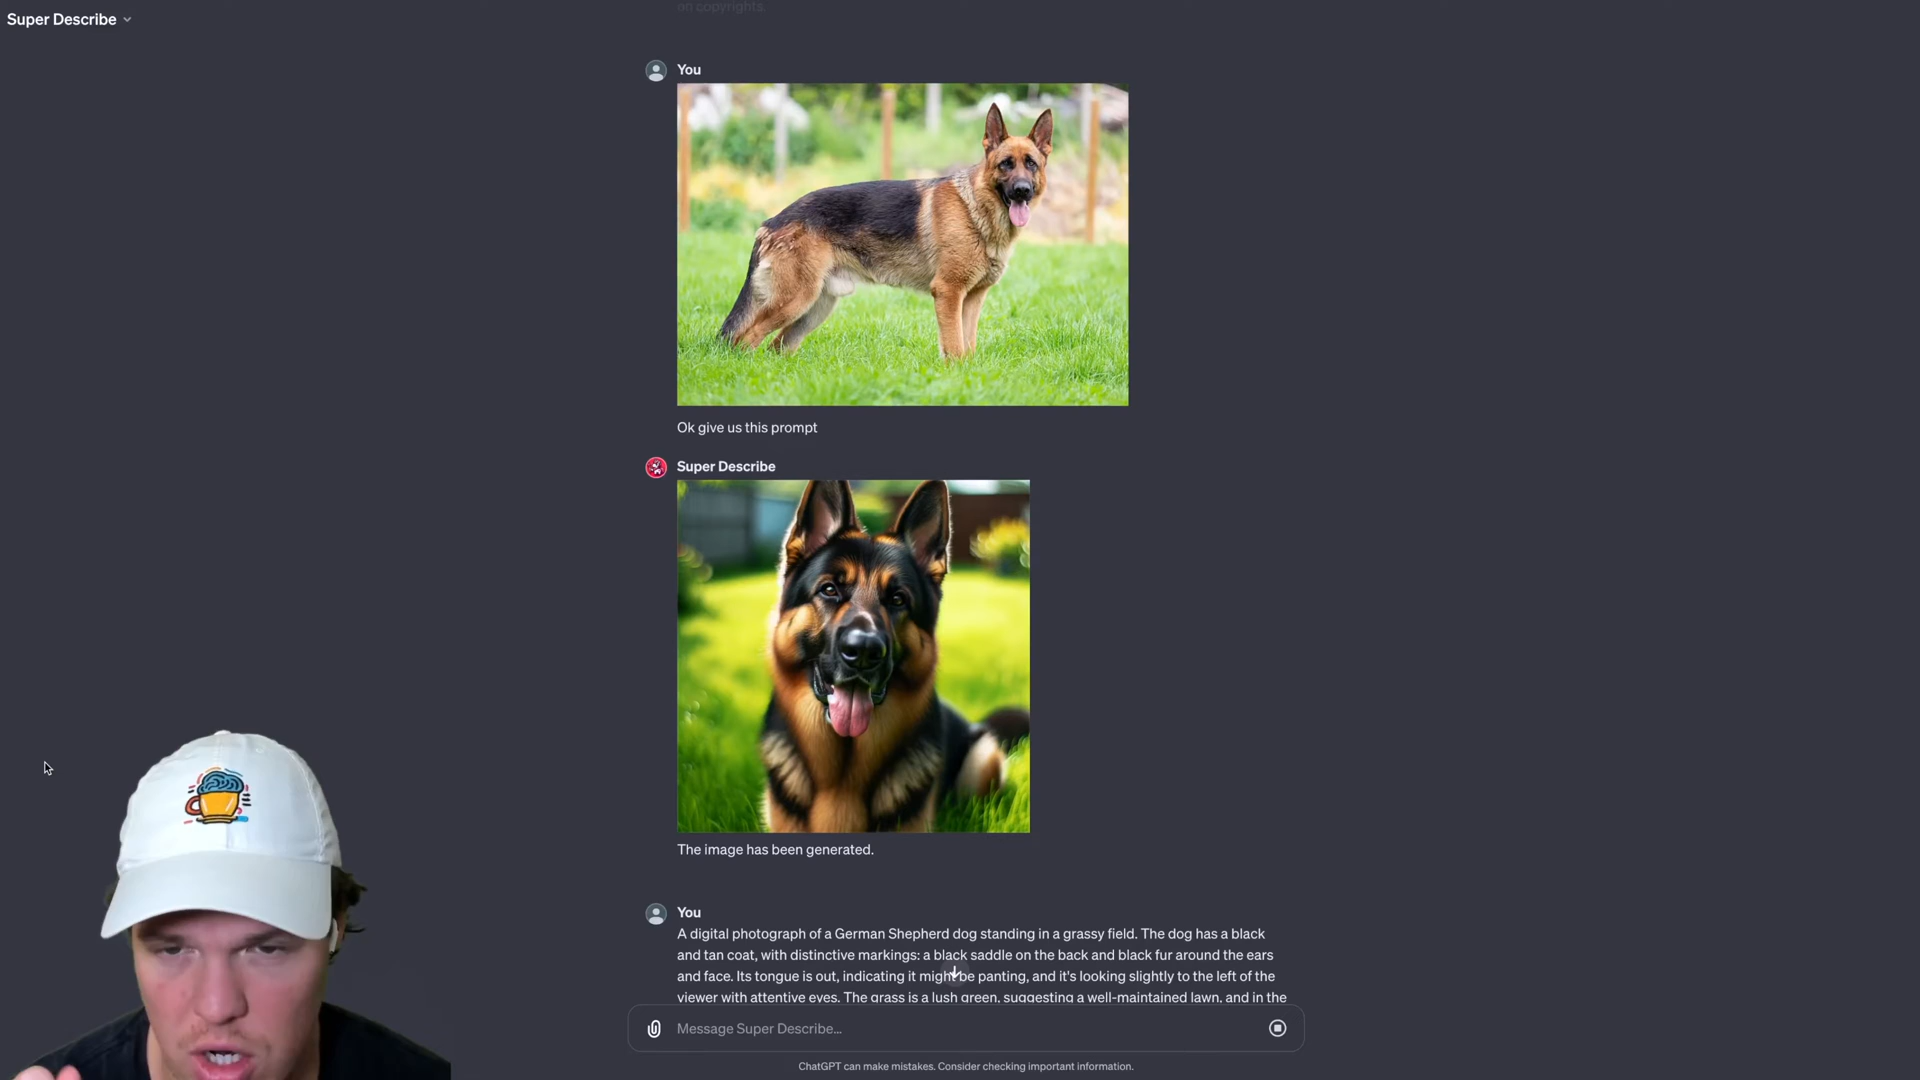 Super Describe
on copyrights.
You
Ok give us this prompt
Super Describe
The image has been generated.
You
A digital photograph of a German Shepherd dog standing in a grassy field. The dog has a black
and tan coat, with distinctive markings: a black saddle on the back and black fur around the ears
and face. Its tongue is out, indicating it might be panting, and it's looking slightly to the left of the
viewer with attentive eyes. The grass is a lush green, suggesting a well-maintained lawn, and in the
Message Super Describe...
ChatGPT can make mistakes. Consider checking important information.